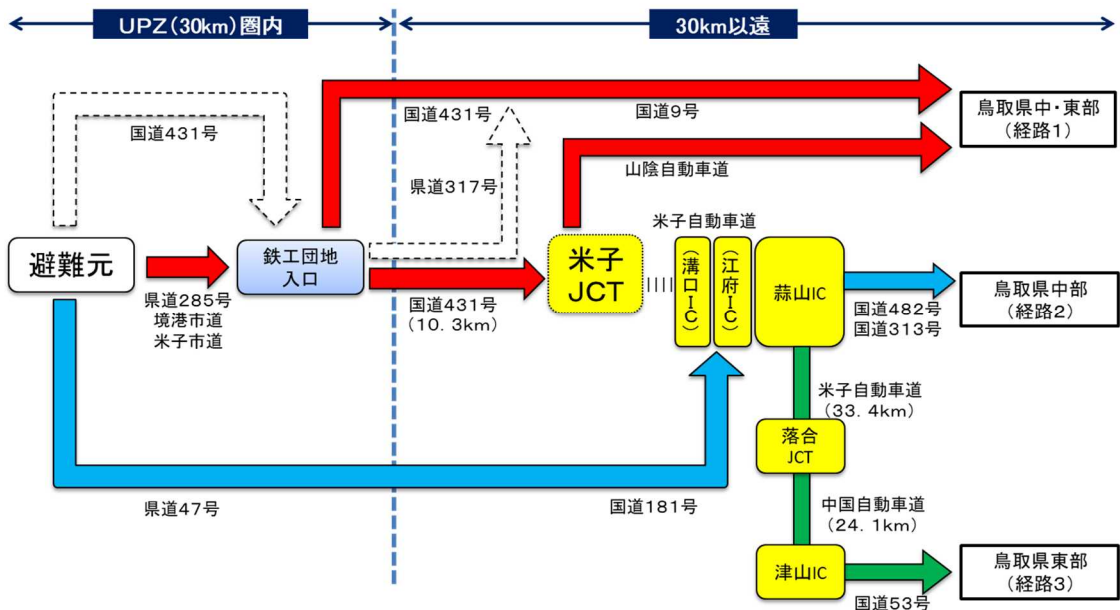 UPZ(30km)圏内
30km以遠
国道431号
国道431号
国道9号
鳥取県中・東部
(経路1)
県道317号
山陰自動車道
避難元
鉄工団地
入口
米子
JCT
米子自動車道
(溝口IC)
(江府IC)
蒜山IC
県道285号
境港市道
米子市道
国道431号
(10.3km)
国道482号
国道313号
鳥取県中部
(経路2)
米子自動車道
(33.4km)
落合
JCT
県道47号
国道181号
中国自動車道
(24.1km)
津山IC
国道53号
鳥取県東部
(経路3)